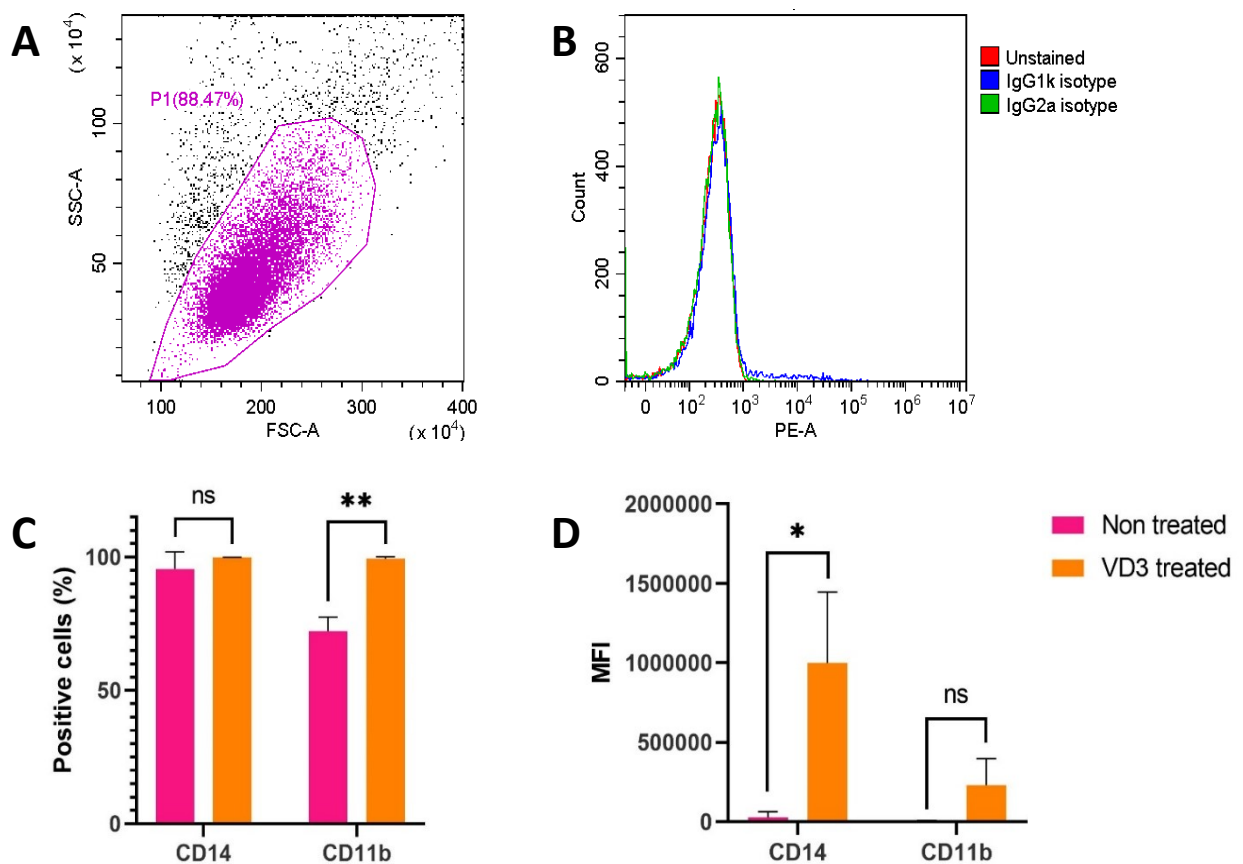 A
(x 10⁴)
P1(88.47%)
100
50
SSC-A
100 200 300 400
FSC-A (x 10⁴)
B
600
400
200
0
Count
0 10² 10³ 10⁴ 10⁵ 10⁶ 10⁷
PE-A
Unstained
IgG1k isotype
IgG2a isotype
C
ns
**
100
50
0
Positive cells (%)
CD14 CD11b
D
2000000
1500000
1000000
500000
0
MFI
*
ns
CD14 CD11b
Non treated
VD3 treated